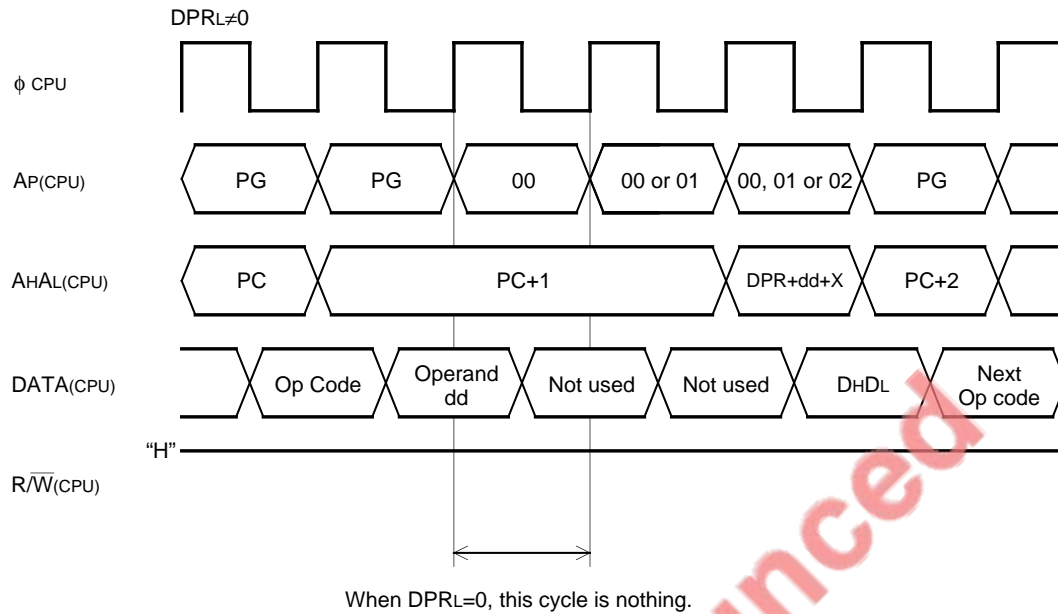 DPRL≠0
ϕ CPU
AP(CPU) PG PG 00 00 or 01 00, 01 or 02 PG
AHAL(CPU) PC PC+1 DPR+dd+X PC+2
DATA(CPU) Op Code Operand dd Not used Not used DHDL Next Op code
“H”
R/W̅(CPU)
When DPRL=0, this cycle is nothing.